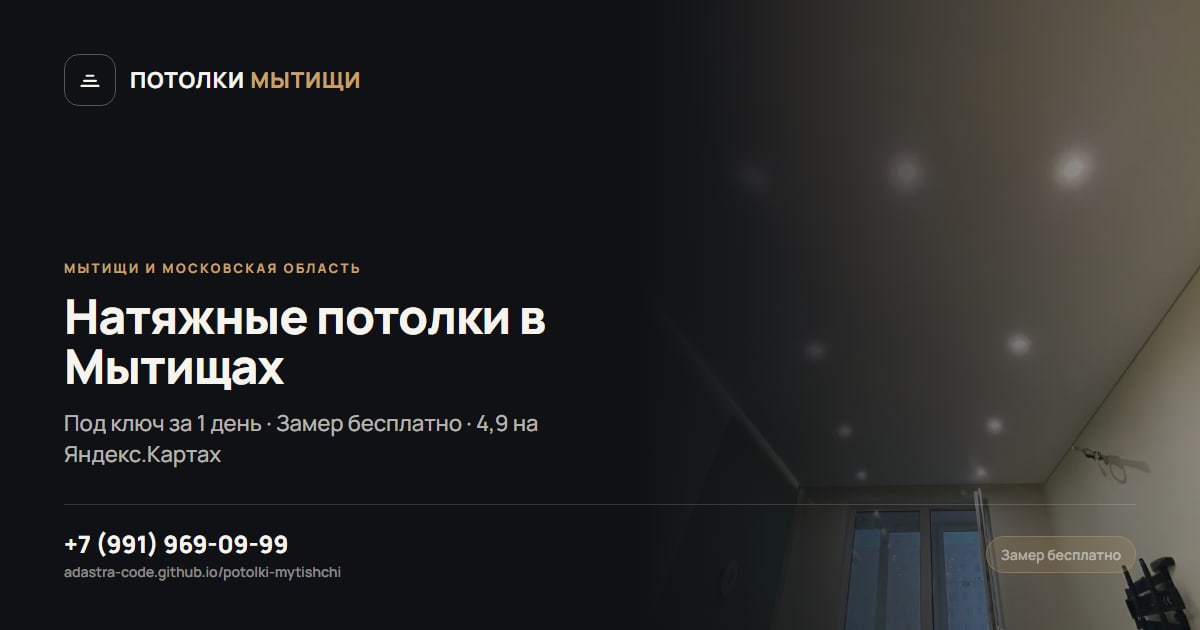 ПОТОЛКИ МЫТИЩИ
МЫТИЩИ И МОСКОВСКАЯ ОБЛАСТЬ
Натяжные потолки в
Мытищах
Под ключ за 1 день · Замер бесплатно · 4,9 на
Яндекс.Картах
+7 (991) 969-09-99
adastra-code.github.io/potolki-mytishchi
Замер бесплатно